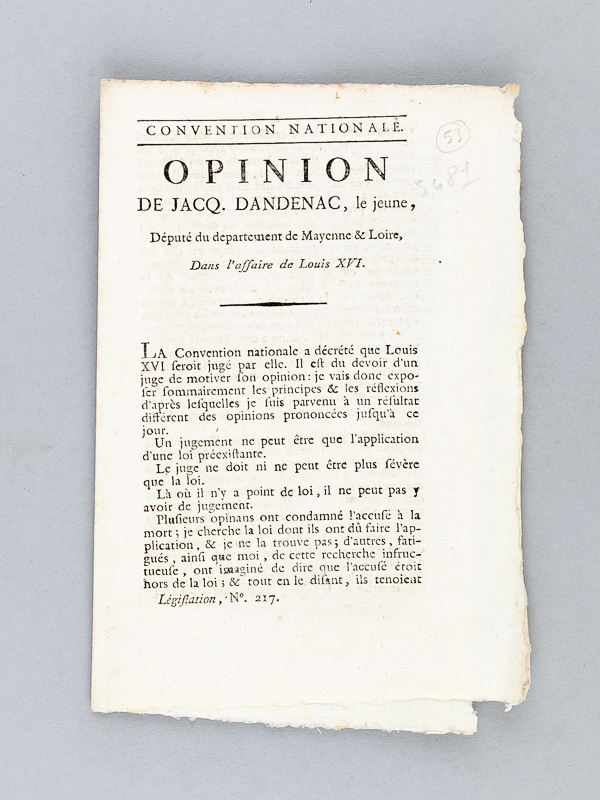 CONVENTION NATIONALE.
53
OPINION
5481
DE JACQ. DANDENAC, le jeune,
Député du departement de Mayenne & Loire,
Dans l'affaire de Louis XVI.
LA Convention nationale a décrété que Louis
XVI ſeroit jugé par elle. Il eſt du devoir d'un
juge de motiver ſon opinion: je vais donc expo-
ſer ſommairement les principes & les réflexions
d'après leſquelles je ſuis parvenu à un réſultat
différent des opinions prononcées juſqu'à ce
jour.
Un jugement ne peut être que l'application
d'une loi préexiſtante.
Le juge ne doit ni ne peut être plus ſévère
que la loi.
Là où il n'y a point de loi, il ne peut pas y
avoir de jugement.
Pluſieurs opinans ont condamné l'accuſé à la
mort; je cherche la loi dont ils ont dû faire l'ap-
plication, & je ne la trouve pas; d'autres, fati-
gués, ainſi que moi, de cette recherche infruc-
tueuſe, ont imaginé de dire que l'accuſé étoit
hors de la loi; & tout en le diſant, ils tenoient
Légiſlation, N°. 217.